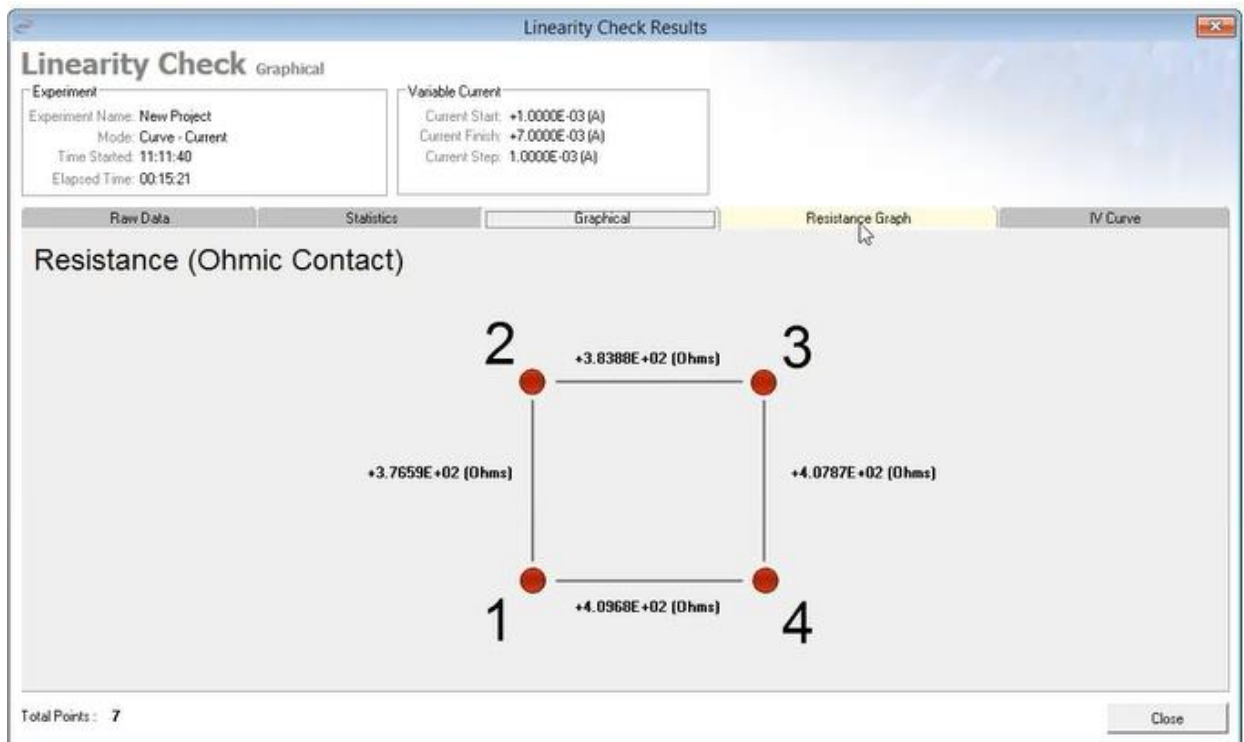 Linearity Check Results
Linearity Check Graphical
Experiment
Experiment Name: New Project
Mode: Curve - Current
Time Started: 11:11:40
Elapsed Time: 00:15:21
Variable Current
Current Start: +1.0000E-03 (A)
Current Finish: +7.0000E-03 (A)
Current Step: 1.0000E-03 (A)
Raw Data Statistics Graphical Resistance Graph IV Curve
Resistance (Ohmic Contact)
2 +3.8388E+02 (Ohms) 3
+3.7659E+02 (Ohms) +4.0787E+02 (Ohms)
1 +4.0968E+02 (Ohms) 4
Total Points : 7
Close